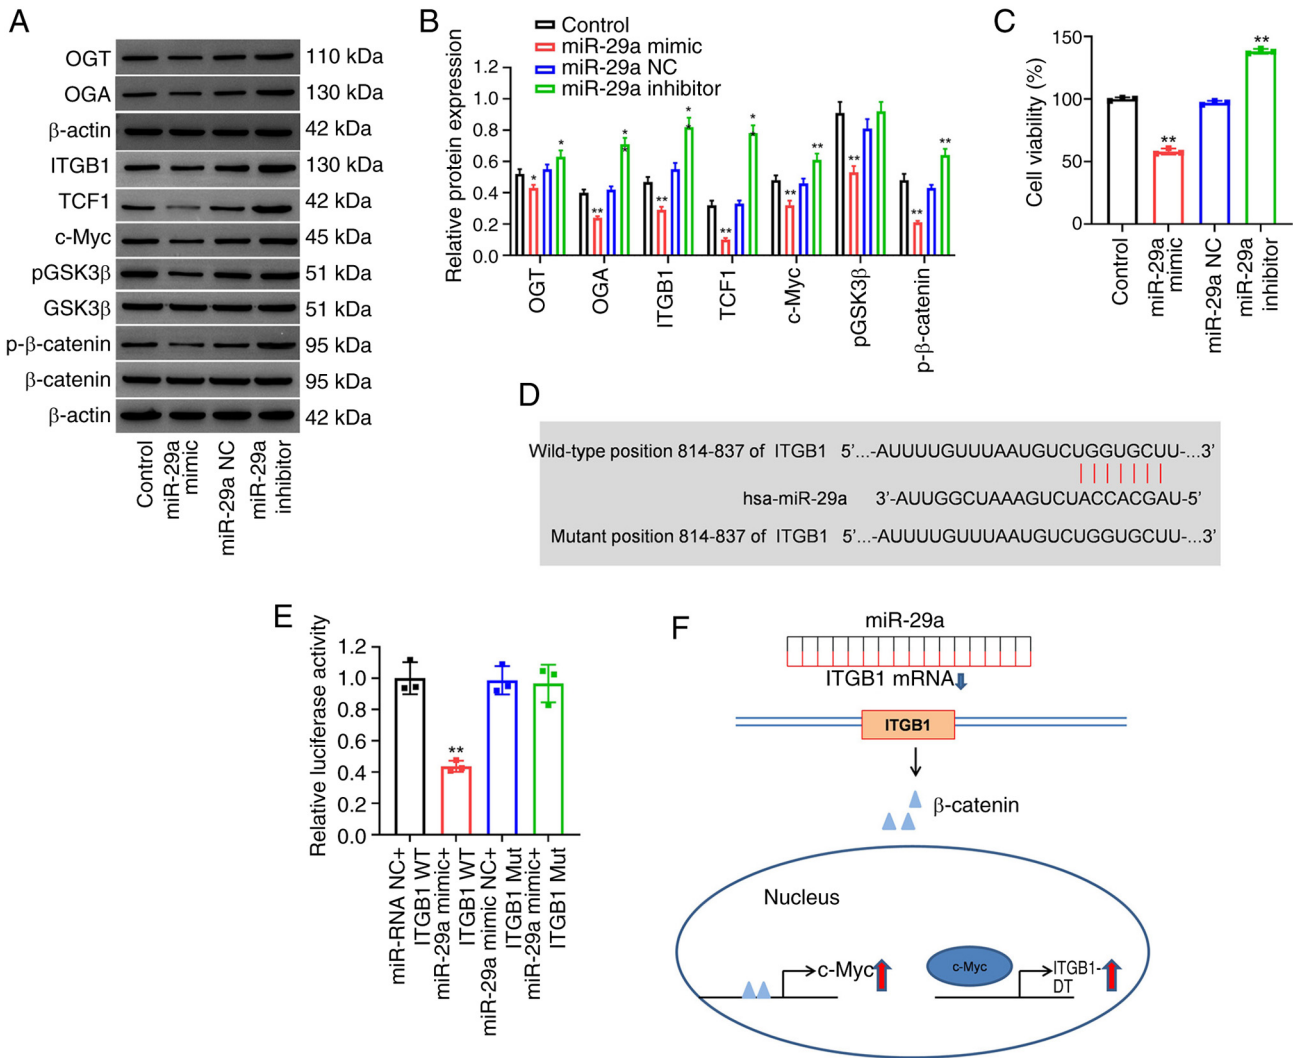 A
OGT 110 kDa
OGA 130 kDa
β-actin 42 kDa
ITGB1 130 kDa
TCF1 42 kDa
c-Myc 45 kDa
pGSK3β 51 kDa
GSK3β 51 kDa
p-β-catenin 95 kDa
β-catenin 95 kDa
β-actin 42 kDa
Control
miR-29a
mimic
miR-29a NC
miR-29a
inhibitor
B
Control
miR-29a mimic
miR-29a NC
miR-29a inhibitor
Relative protein expression
1.2
1.0
0.8
0.6
0.4
0.2
0.0
* * * * * * *
** ** ** ** ** ** ** **
OGT
OGA
ITGB1
TCF1
c-Myc
pGSK3β
p-β-catenin
C
Cell viability (%)
150
100
50
0
**
**
Control
miR-29a
mimic
miR-29a NC
miR-29a
inhibitor
D
Wild-type position 814-837 of ITGB1 5’...-AUUUUGUUUAAUGUCUGGUGCUU-...3’
hsa-miR-29a 3’-AUUGGCUAAAGUCUACCACGAU-5’
Mutant position 814-837 of ITGB1 5’...-AUUUUGUUUAAUGUCUGGUGCUU-...3’
E
Relative luciferase activity
1.2
1.0
0.8
0.6
0.4
0.2
0.0
**
miR-RNA NC+
ITGB1 WT
miR-29a mimic+
ITGB1 WT
miR-29a mimic NC+
ITGB1 Mut
miR-29a mimic+
ITGB1 Mut
F
miR-29a
ITGB1 mRNA
ITGB1
β-catenin
Nucleus
c-Myc
c-Myc
ITGB1-
DT